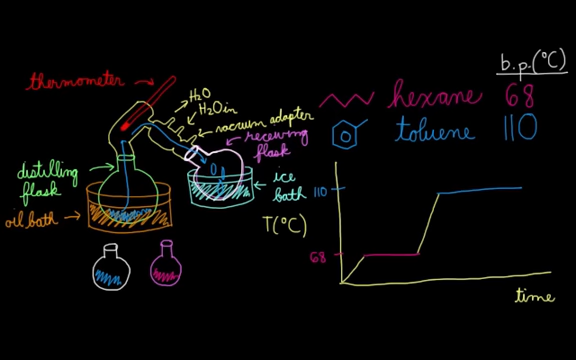 thermometer
H₂O
H₂O in
vacuum adapter
receiving
flask
distilling
flask
oil bath
ice
bath
b.p.(°C)
hexane 68
toluene 110
110
T(°C)
68
time